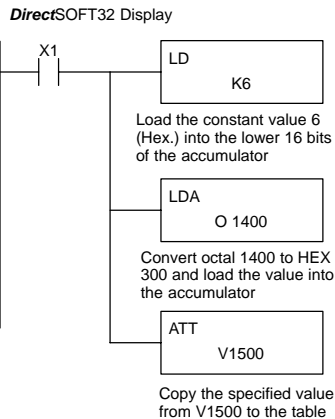 DirectSOFT32 Display
X1
LD
K6
Load the constant value 6
(Hex.) into the lower 16 bits
of the accumulator
LDA
O 1400
Convert octal 1400 to HEX
300 and load the value into
the accumulator
ATT
V1500
Copy the specified value
from V1500 to the table